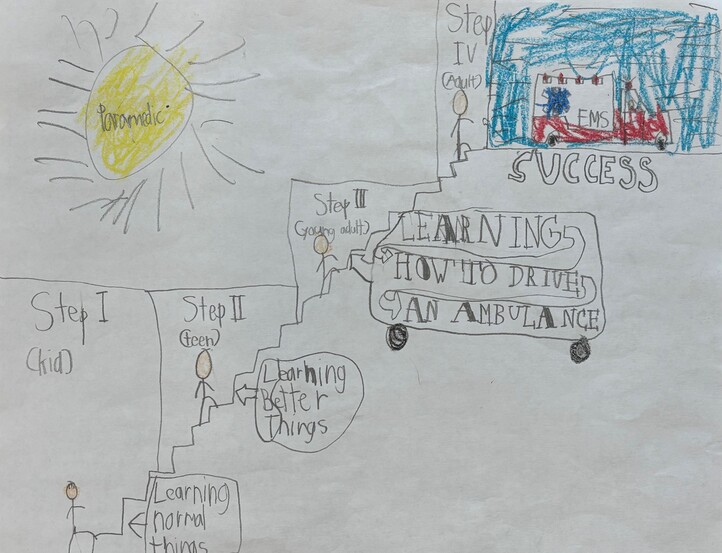 Paramedic
Step
IV
(Adult)
EMS
SUCCESS
Step III
(young adult)
LEARNING
HOW TO DRIVE
AN AMBULANCE
Step II
(teen)
Learning
Better
Things
Step I
(kid)
Learning
normal
things